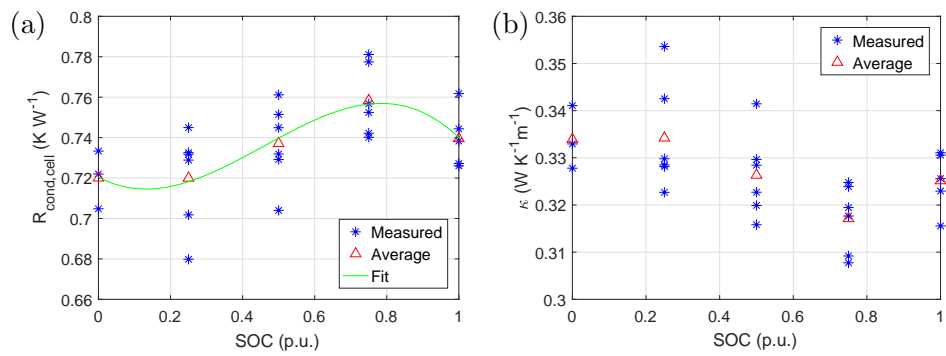 (a)
0.8
0.78
0.76
0.74
0.72
0.7
0.68
0.66
R_cond,cell (K W⁻¹)
Measured
Average
Fit
0 0.2 0.4 0.6 0.8 1
SOC (p.u.)
(b)
0.36
0.35
0.34
0.33
0.32
0.31
0.3
κ (W K⁻¹m⁻¹)
Measured
Average
0 0.2 0.4 0.6 0.8 1
SOC (p.u.)